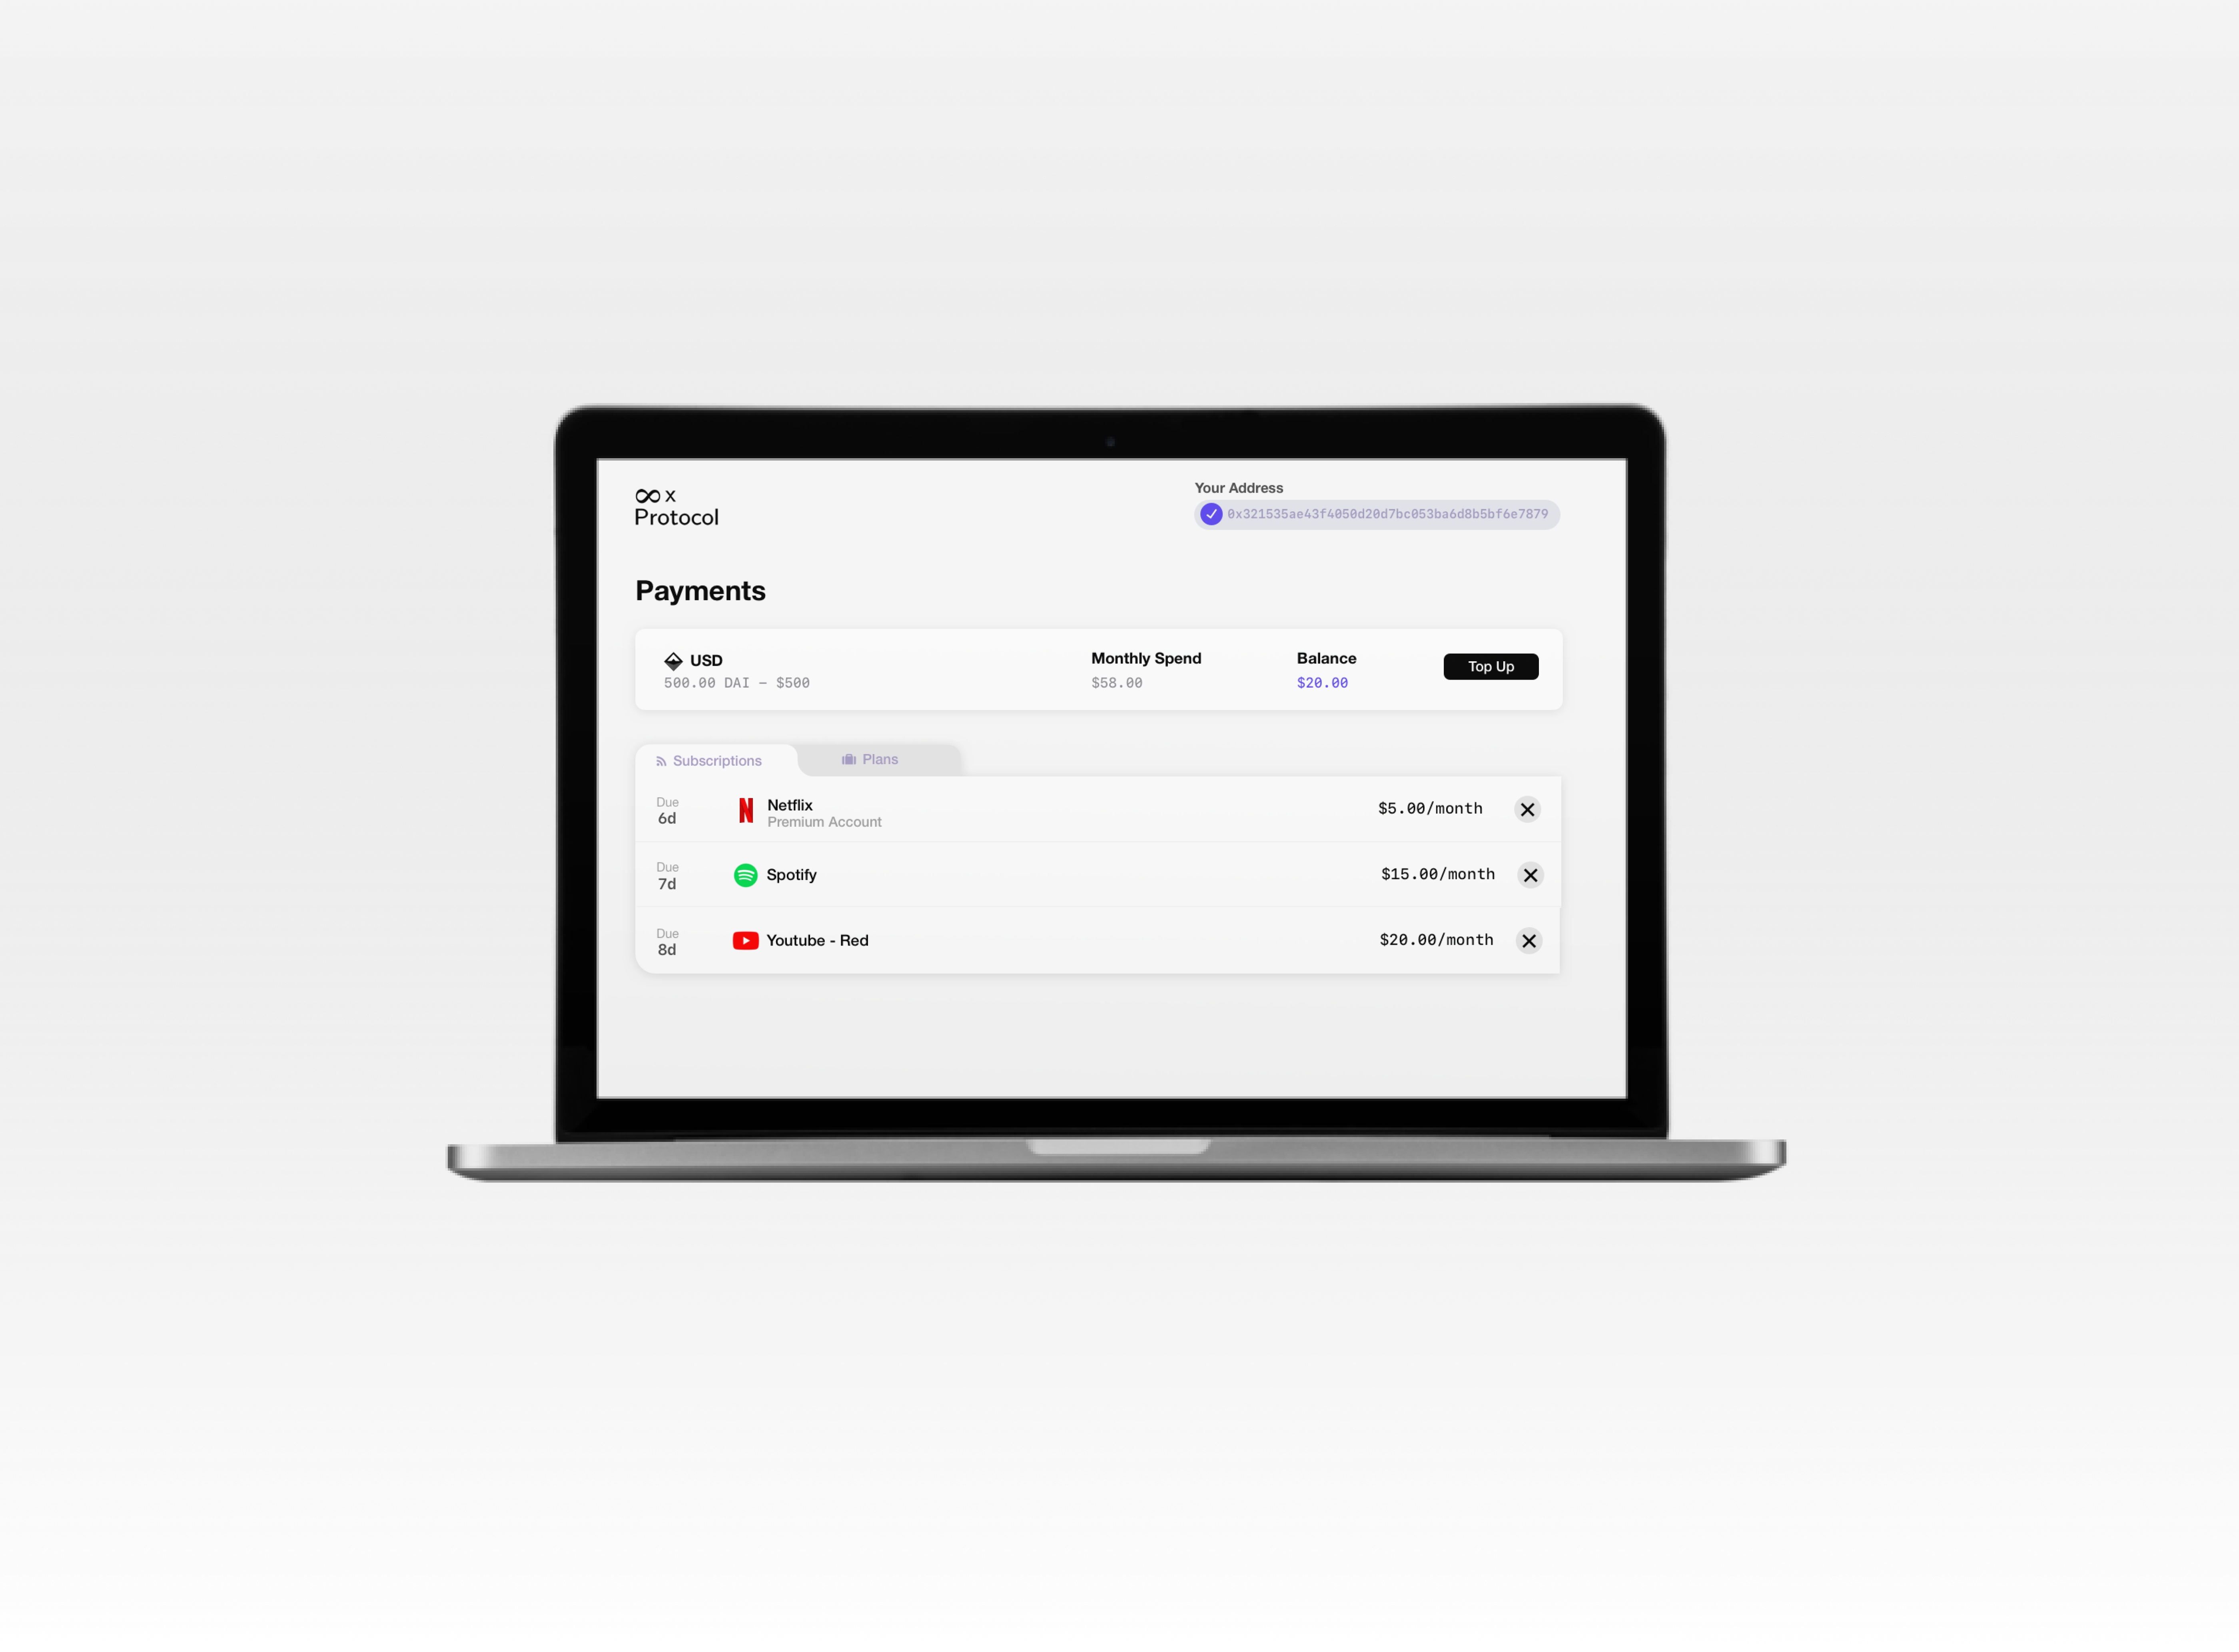 ∞ x
Protocol
Your Address
0x321535ae43f4050d20d7bc053ba6d8b5bf6e7879
Payments
USD
500.00 DAI – $500
Monthly Spend
$58.00
Balance
$20.00
Top Up
Subscriptions
Plans
Due
6d
Netflix
Premium Account
$5.00/month
Due
7d
Spotify
$15.00/month
Due
8d
Youtube - Red
$20.00/month